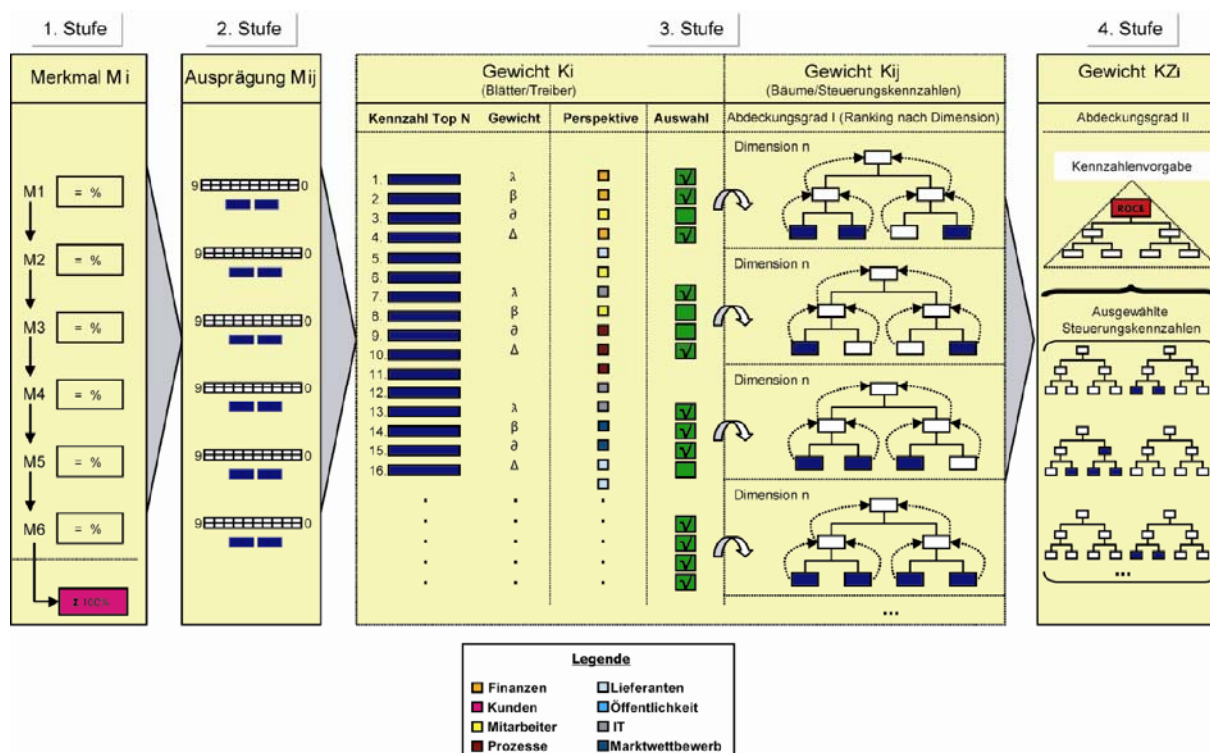 1. Stufe
2. Stufe
3. Stufe
4. Stufe
Merkmal Mi
M1 = %
M2 = %
M3 = %
M4 = %
M5 = %
M6 = %
Σ 100%
Ausprägung Mij
9 0
9 0
9 0
9 0
9 0
9 0
Gewicht Ki
(Blätter/Treiber)
Kennzahl Top N Gewicht Perspektive Auswahl
1. λ √
2. β √
3. ∂
4. Δ √
5.
6.
7. λ √
8. β
9. ∂
10. Δ √
11.
12.
13. λ √
14. β √
15. ∂ √
16. Δ
√
√
√
√
Gewicht Kij
(Bäume/Steuerungskennzahlen)
Abdeckungsgrad I (Ranking nach Dimension)
Dimension n
Dimension n
Dimension n
Dimension n
...
Gewicht KZi
Abdeckungsgrad II
Kennzahlenvorgabe
ROCE
Ausgewählte
Steuerungskennzahlen
...
Legende
Finanzen Lieferanten
Kunden Öffentlichkeit
Mitarbeiter IT
Prozesse Marktwettbewerb